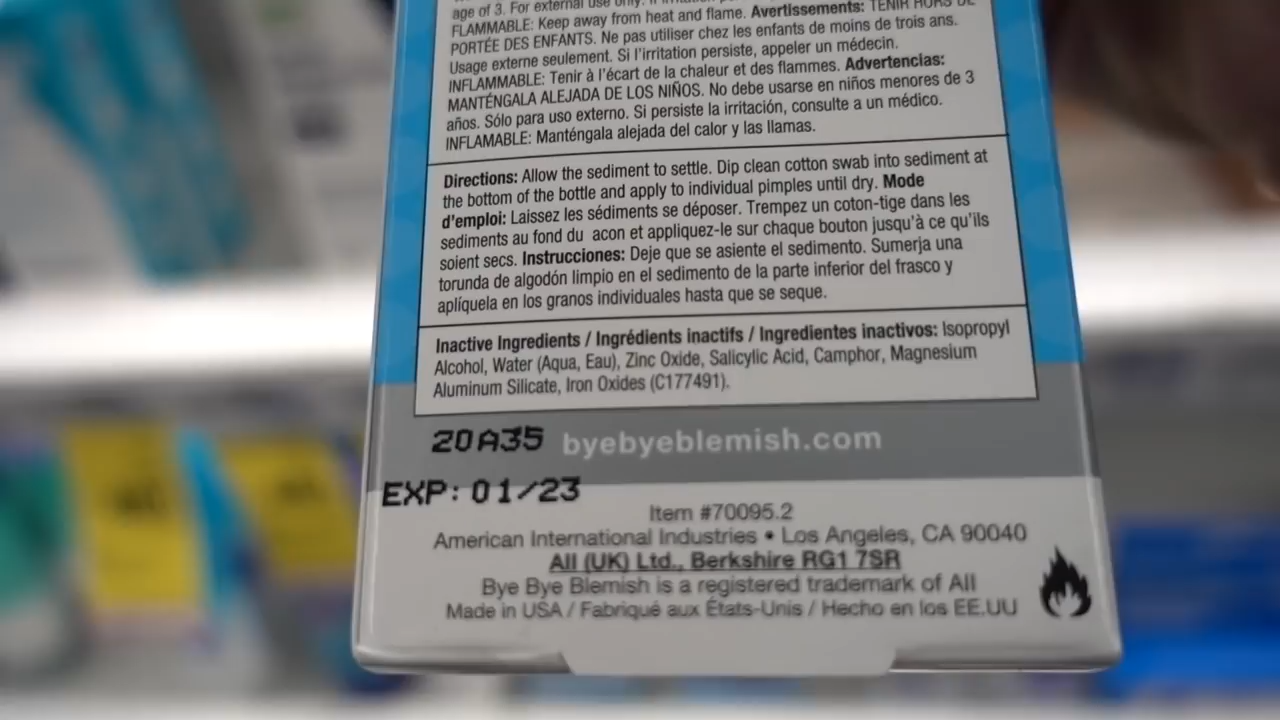 age of 3. For external use only. If irritation
FLAMMABLE: Keep away from heat and flame. Avertissements: TENIR HORS DE
PORTÉE DES ENFANTS. Ne pas utiliser chez les enfants de moins de trois ans.
Usage externe seulement. Si l'irritation persiste, appeler un médecin.
INFLAMMABLE: Tenir à l'écart de la chaleur et des flammes. Advertencias:
MANTÉNGALA ALEJADA DE LOS NIÑOS. No debe usarse en niños menores de 3
años. Sólo para uso externo. Si persiste la irritación, consulte a un médico.
INFLAMABLE: Manténgala alejada del calor y las llamas.
Directions: Allow the sediment to settle. Dip clean cotton swab into sediment at
the bottom of the bottle and apply to individual pimples until dry. Mode
d'emploi: Laissez les sédiments se déposer. Trempez un coton-tige dans les
sediments au fond du acon et appliquez-le sur chaque bouton jusqu'à ce qu'ils
soient secs. Instrucciones: Deje que se asiente el sedimento. Sumerja una
torunda de algodón limpio en el sedimento de la parte inferior del frasco y
aplíquela en los granos individuales hasta que se seque.
Inactive Ingredients / Ingrédients inactifs / Ingredientes inactivos: Isopropyl
Alcohol, Water (Aqua, Eau), Zinc Oxide, Salicylic Acid, Camphor, Magnesium
Aluminum Silicate, Iron Oxides (C177491).
20A35 byebyeblemish.com
EXP: 01/23
Item #70095.2
American International Industries • Los Angeles, CA 90040
AII (UK) Ltd., Berkshire RG1 7SR
Bye Bye Blemish is a registered trademark of AII
Made in USA / Fabriqué aux États-Unis / Hecho en los EE.UU